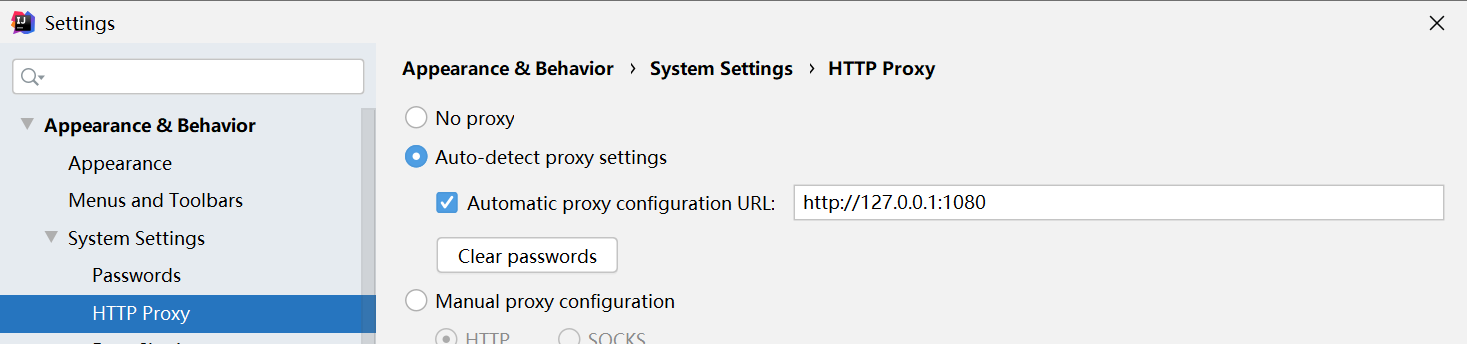 Settings
Appearance & Behavior › System Settings › HTTP Proxy
Appearance & Behavior
Appearance
Menus and Toolbars
System Settings
Passwords
HTTP Proxy
No proxy
Auto-detect proxy settings
Automatic proxy configuration URL: http://127.0.0.1:1080
Clear passwords
Manual proxy configuration
HTTP SOCKS